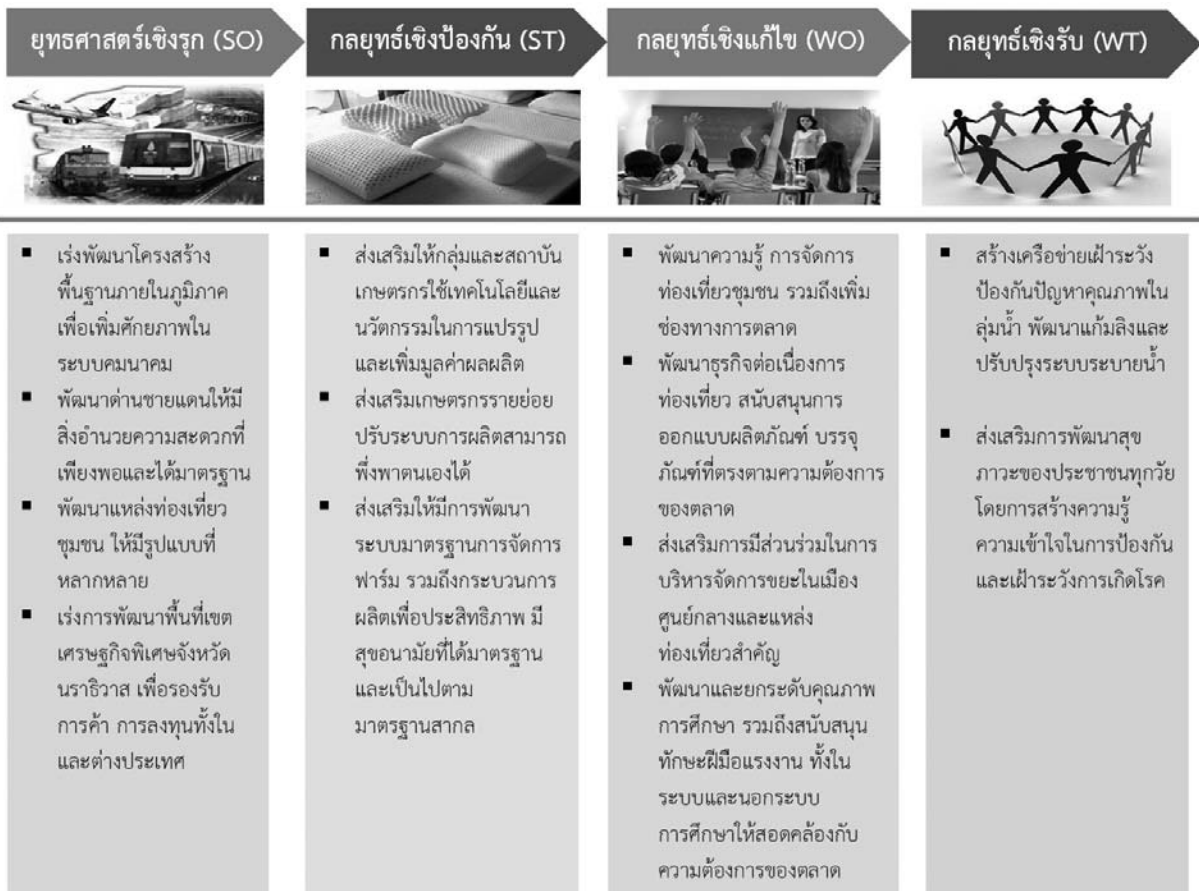 ยุทธศาสตร์เชิงรุก (SO)
กลยุทธ์เชิงป้องกัน (ST)
กลยุทธ์เชิงแก้ไข (WO)
กลยุทธ์เชิงรับ (WT)
▪ เร่งพัฒนาโครงสร้าง
พื้นฐานภายในภูมิภาค
เพื่อเพิ่มศักยภาพใน
ระบบคมนาคม
▪ พัฒนาด่านชายแดนให้มี
สิ่งอำนวยความสะดวกที่
เพียงพอและได้มาตรฐาน
▪ พัฒนาแหล่งท่องเที่ยว
ชุมชน ให้มีรูปแบบที่
หลากหลาย
▪ เร่งการพัฒนาพื้นที่เขต
เศรษฐกิจพิเศษจังหวัด
นราธิวาส เพื่อรองรับ
การค้า การลงทุนทั้งใน
และต่างประเทศ
▪ ส่งเสริมให้กลุ่มและสถาบัน
เกษตรกรใช้เทคโนโลยีและ
นวัตกรรมในการแปรรูป
และเพิ่มมูลค่าผลผลิต
▪ ส่งเสริมเกษตรกรรายย่อย
ปรับระบบการผลิตสามารถ
พึ่งพาตนเองได้
▪ ส่งเสริมให้มีการพัฒนา
ระบบมาตรฐานการจัดการ
ฟาร์ม รวมถึงกระบวนการ
ผลิตเพื่อประสิทธิภาพ มี
สุขอนามัยที่ได้มาตรฐาน
และเป็นไปตาม
มาตรฐานสากล
▪ พัฒนาความรู้ การจัดการ
ท่องเที่ยวชุมชน รวมถึงเพิ่ม
ช่องทางการตลาด
▪ พัฒนาธุรกิจต่อเนื่องการ
ท่องเที่ยว สนับสนุนการ
ออกแบบผลิตภัณฑ์ บรรจุ
ภัณฑ์ที่ตรงตามความต้องการ
ของตลาด
▪ ส่งเสริมการมีส่วนร่วมในการ
บริหารจัดการขยะในเมือง
ศูนย์กลางและแหล่ง
ท่องเที่ยวสำคัญ
▪ พัฒนาและยกระดับคุณภาพ
การศึกษา รวมถึงสนับสนุน
ทักษะฝีมือแรงงาน ทั้งใน
ระบบและนอกระบบ
การศึกษาให้สอดคล้องกับ
ความต้องการของตลาด
▪ สร้างเครือข่ายเฝ้าระวัง
ป้องกันปัญหาคุณภาพใน
ลุ่มน้ำ พัฒนาแก้มลิงและ
ปรับปรุงระบบระบายน้ำ
▪ ส่งเสริมการพัฒนาสุข
ภาวะของประชาชนทุกวัย
โดยการสร้างความรู้
ความเข้าใจในการป้องกัน
และเฝ้าระวังการเกิดโรค